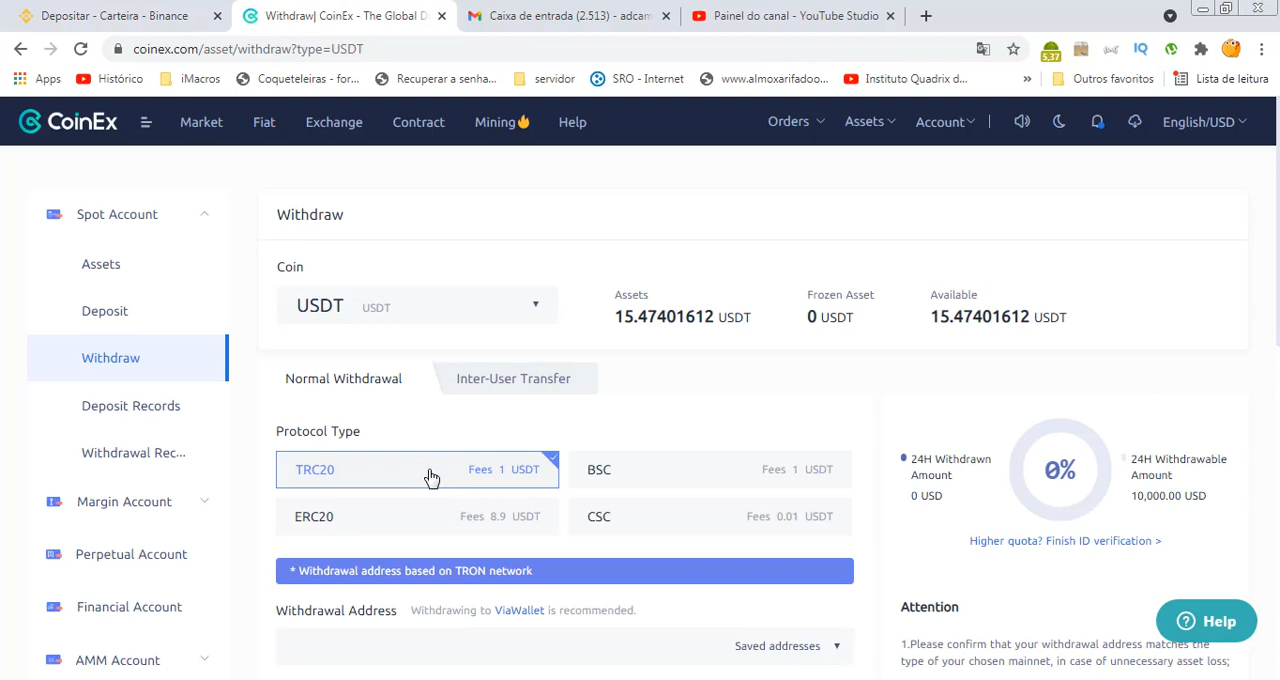 Depositar - Carteira - Binance
Withdraw| CoinEx - The Global D
Caixa de entrada (2.513) - adcam
Painel do canal - YouTube Studio
coinex.com/asset/withdraw?type=USDT
5,37
IQ
Apps
Histórico
iMacros
Coqueteleiras - for...
Recuperar a senha...
servidor
SRO - Internet
www.almoxarifadoo...
Instituto Quadrix d...
»
Outros favoritos
Lista de leitura
CoinEx
Market
Fiat
Exchange
Contract
Mining
Help
Orders
Assets
Account
English/USD
Spot Account
Assets
Deposit
Withdraw
Deposit Records
Withdrawal Rec...
Margin Account
Perpetual Account
Financial Account
AMM Account
Withdraw
Coin
USDT USDT
Assets
15.47401612 USDT
Frozen Asset
0 USDT
Available
15.47401612 USDT
Normal Withdrawal
Inter-User Transfer
Protocol Type
TRC20 Fees 1 USDT
BSC Fees 1 USDT
ERC20 Fees 8.9 USDT
CSC Fees 0.01 USDT
* Withdrawal address based on TRON network
Withdrawal Address Withdrawing to ViaWallet is recommended.
Saved addresses
24H Withdrawn
Amount
0 USD
0%
24H Withdrawable
Amount
10,000.00 USD
Higher quota? Finish ID verification >
Attention
1.Please confirm that your withdrawal address matches the
type of your chosen mainnet, in case of unnecessary asset loss;
Help